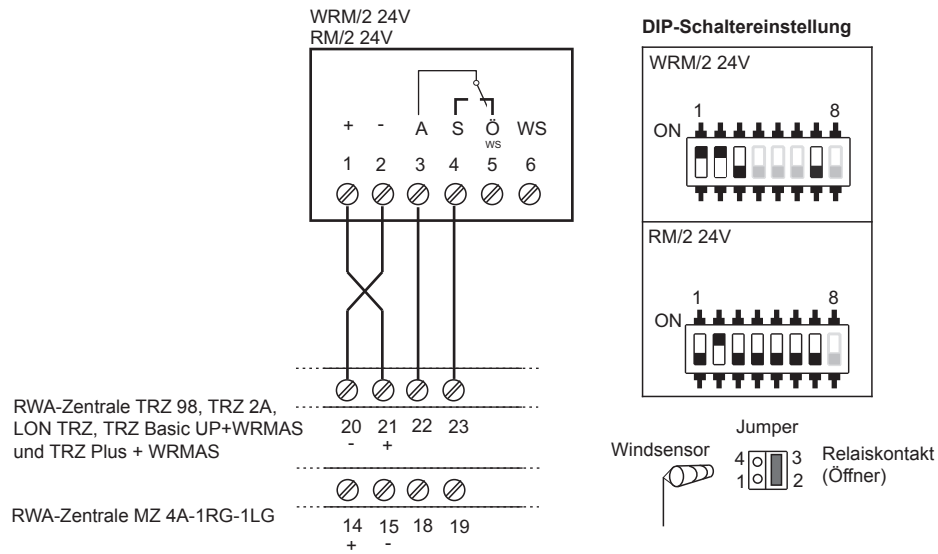 WRM/2 24V
RM/2 24V
+ - A S Ö WS
WS
1 2 3 4 5 6
RWA-Zentrale TRZ 98, TRZ 2A,
LON TRZ, TRZ Basic UP+WRMAS
und TRZ Plus + WRMAS
20 21 22 23
- +
RWA-Zentrale MZ 4A-1RG-1LG
14 15 18 19
+ -
DIP-Schaltereinstellung
WRM/2 24V
1 8
ON
RM/2 24V
1 8
ON
Jumper
Windsensor
4 3
1 2
Relaiskontakt
(Öffner)